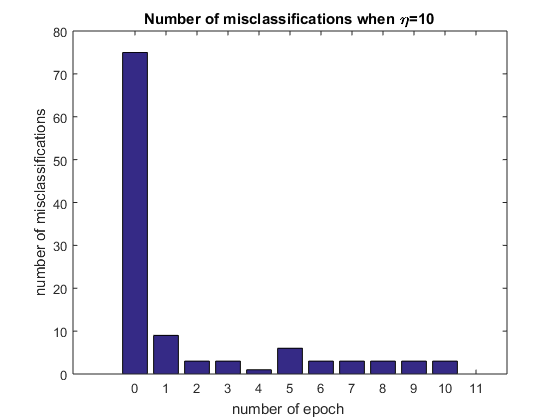 Number of misclassifications when η=10
80
70
60
50
40
30
20
10
0
number of misclassifications
0 1 2 3 4 5 6 7 8 9 10 11
number of epoch